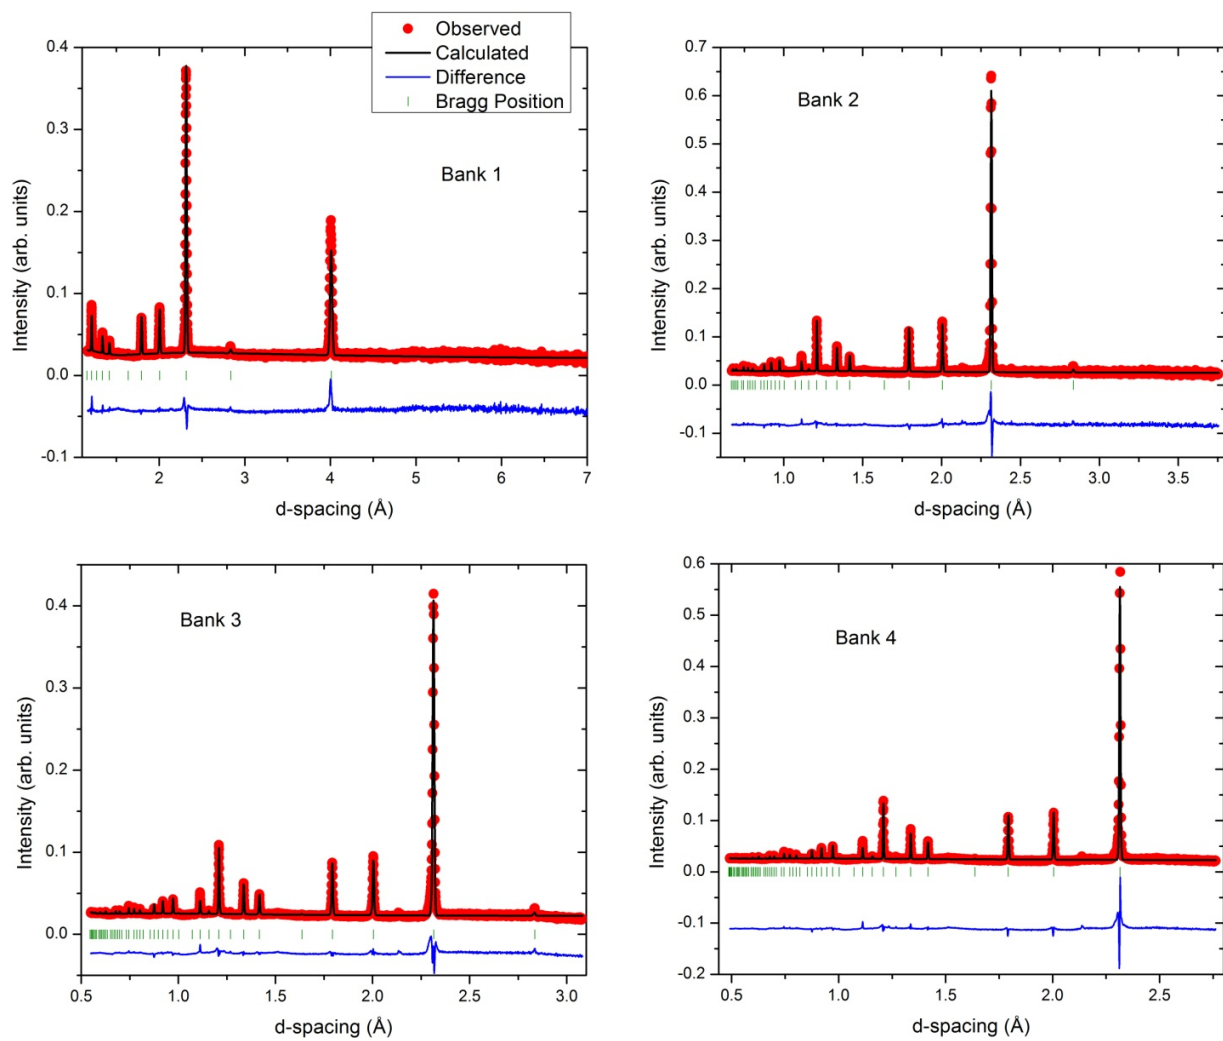 Observed
Calculated
Difference
Bragg Position
Bank 1
Intensity (arb. units)
0.4
0.3
0.2
0.1
0.0
-0.1
2 3 4 5 6 7
d-spacing (Å)
Bank 2
Intensity (arb. units)
0.7
0.6
0.5
0.4
0.3
0.2
0.1
0.0
-0.1
1.0 1.5 2.0 2.5 3.0 3.5
d-spacing (Å)
Bank 3
Intensity (arb. units)
0.4
0.3
0.2
0.1
0.0
0.5 1.0 1.5 2.0 2.5 3.0
d-spacing (Å)
Bank 4
Intensity (arb. units)
0.6
0.5
0.4
0.3
0.2
0.1
0.0
-0.1
-0.2
0.5 1.0 1.5 2.0 2.5
d-spacing (Å)